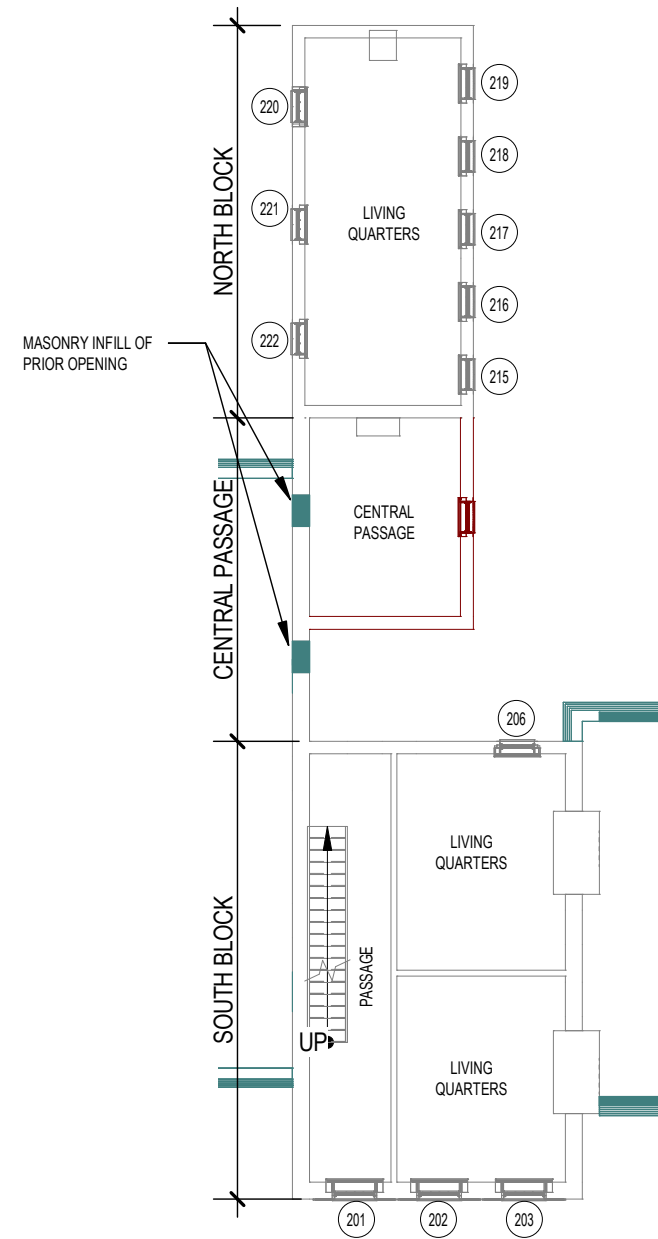 219
220
218
NORTH BLOCK
221
LIVING
QUARTERS
217
216
222
MASONRY INFILL OF
PRIOR OPENING
215
CENTRAL PASSAGE
CENTRAL
PASSAGE
206
SOUTH BLOCK
LIVING
QUARTERS
PASSAGE
UP
LIVING
QUARTERS
201
202
203